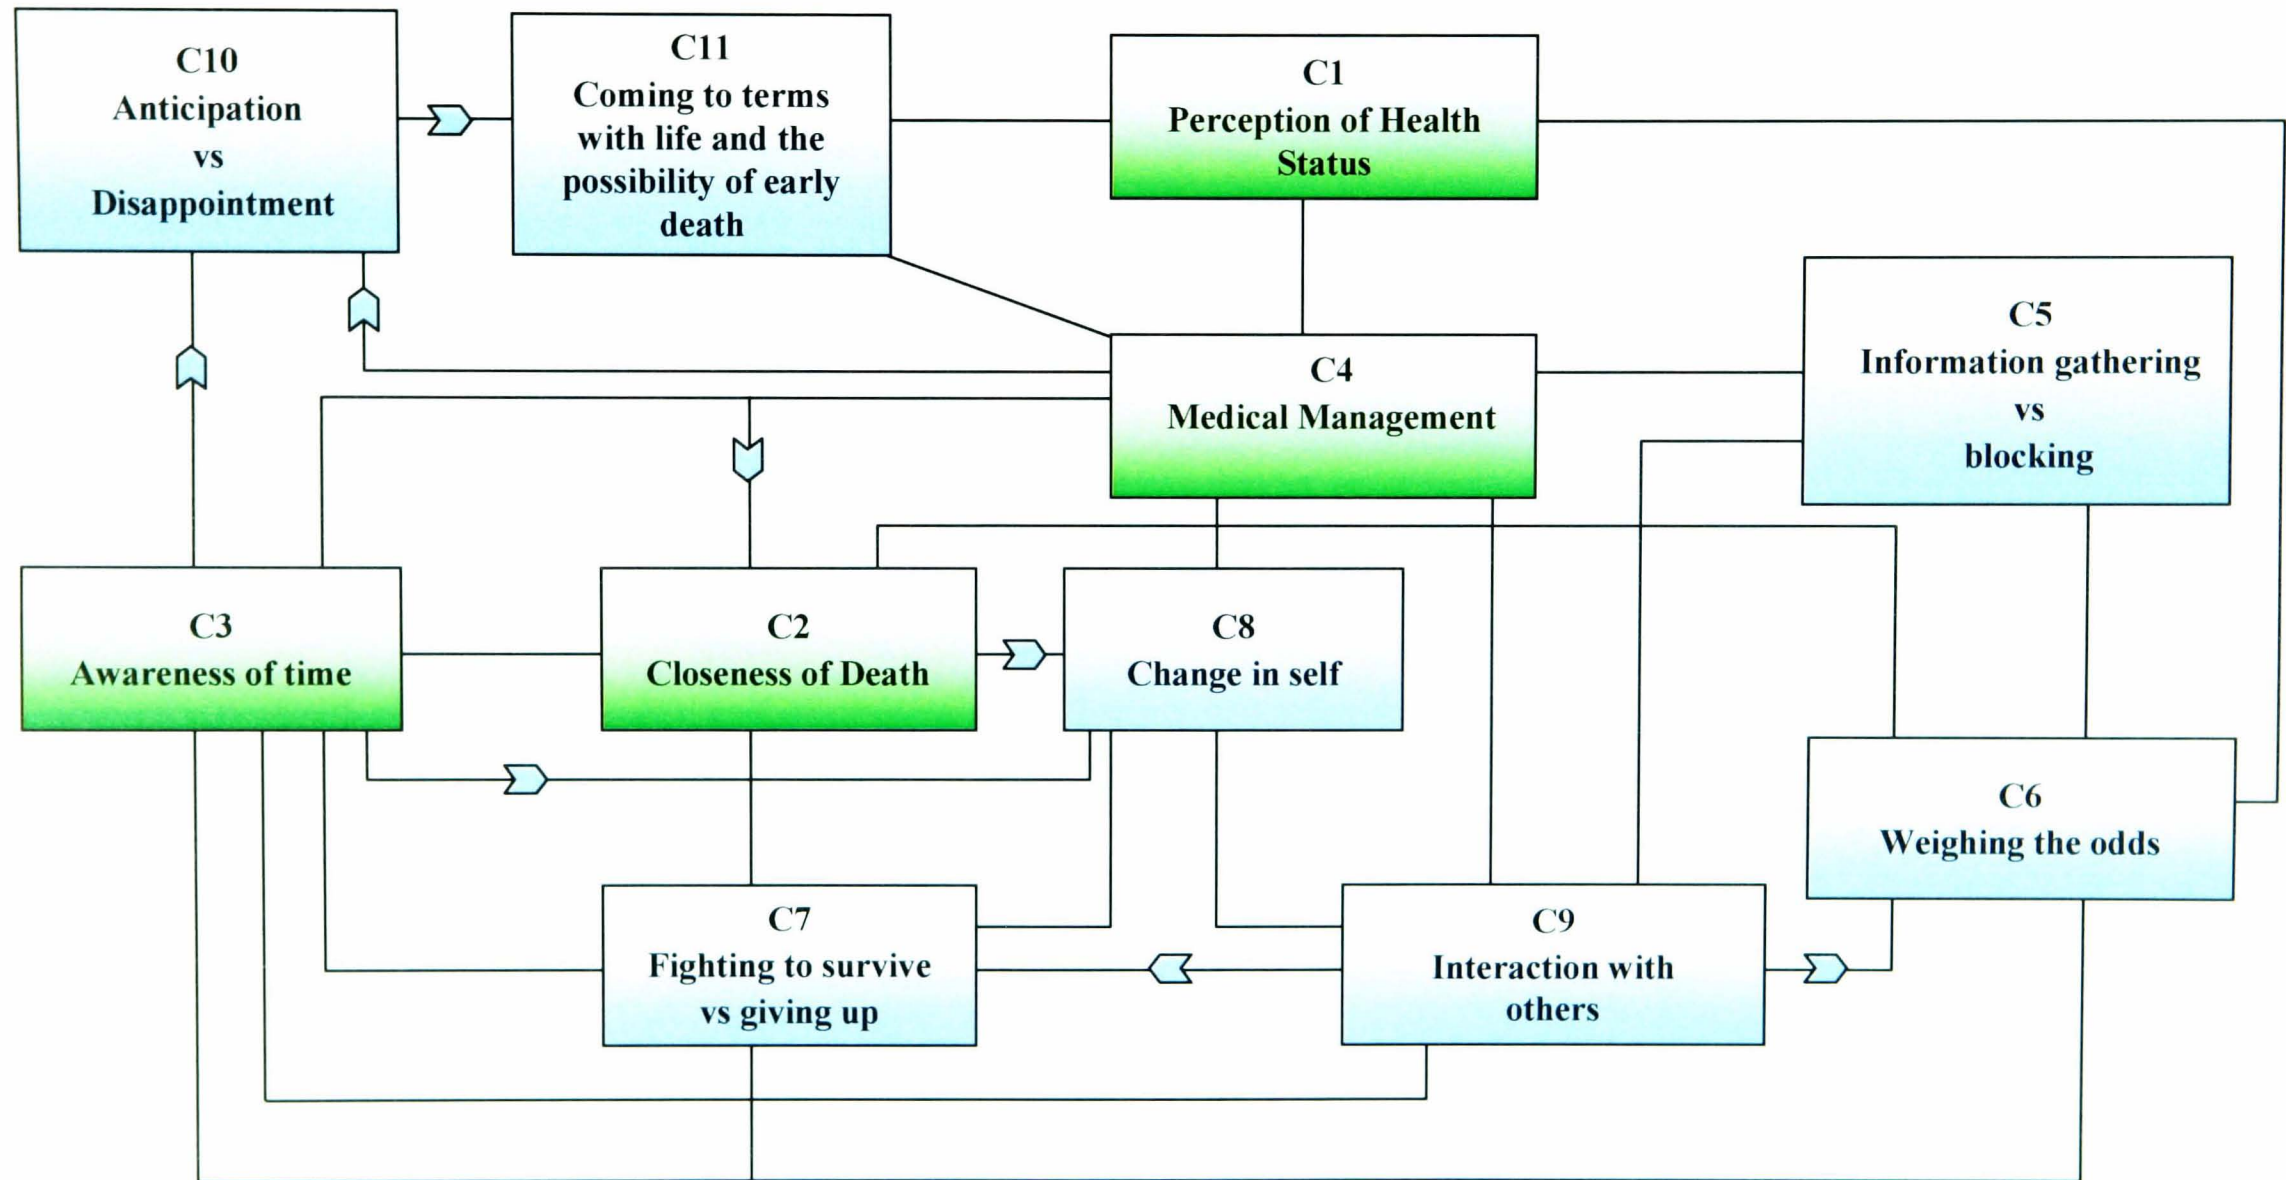 C10
Anticipation
vs
Disappointment
C11
Coming to terms
with life and the
possibility of early
death
C1
Perception of Health
Status
C5
Information gathering
vs
blocking
C4
Medical Management
C3
Awareness of time
C2
Closeness of Death
C8
Change in self
C6
Weighing the odds
C7
Fighting to survive
vs giving up
C9
Interaction with
others